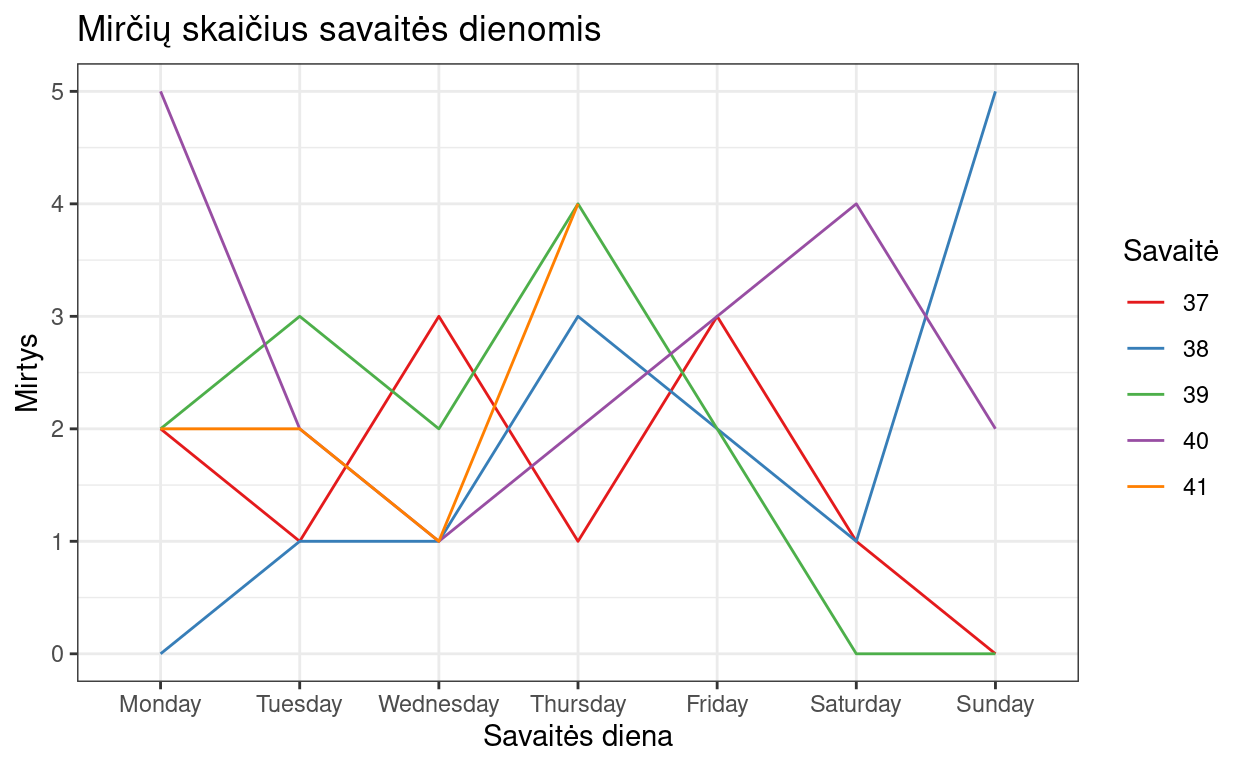 Mirčių skaičius savaitės dienomis
5
4
3
2
1
0
Mirtys
Monday Tuesday Wednesday Thursday Friday Saturday Sunday
Savaitės diena
Savaitė
37
38
39
40
41